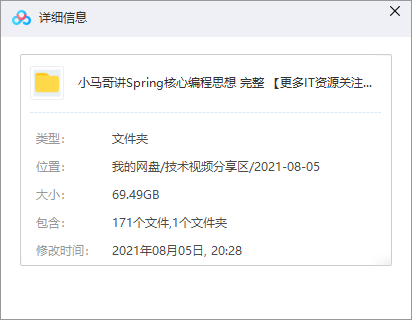 详细信息
小马哥讲Spring核心编程思想 完整 【更多IT资源关注...
类型： 文件夹
位置： 我的网盘/技术视频分享区/2021-08-05
大小： 69.49GB
包含： 171个文件,1个文件夹
修改时间： 2021年08月05日, 20:28